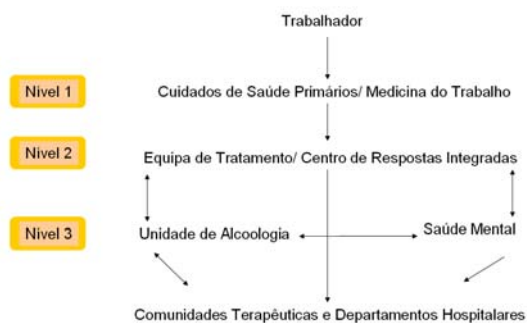 Trabalhador
Nivel 1
Cuidados de Saúde Primários/ Medicina do Trabalho
Nivel 2
Equipa de Tratamento/ Centro de Respostas Integradas
Nivel 3
Unidade de Alcoologia
Saúde Mental
Comunidades Terapêuticas e Departamentos Hospitalares